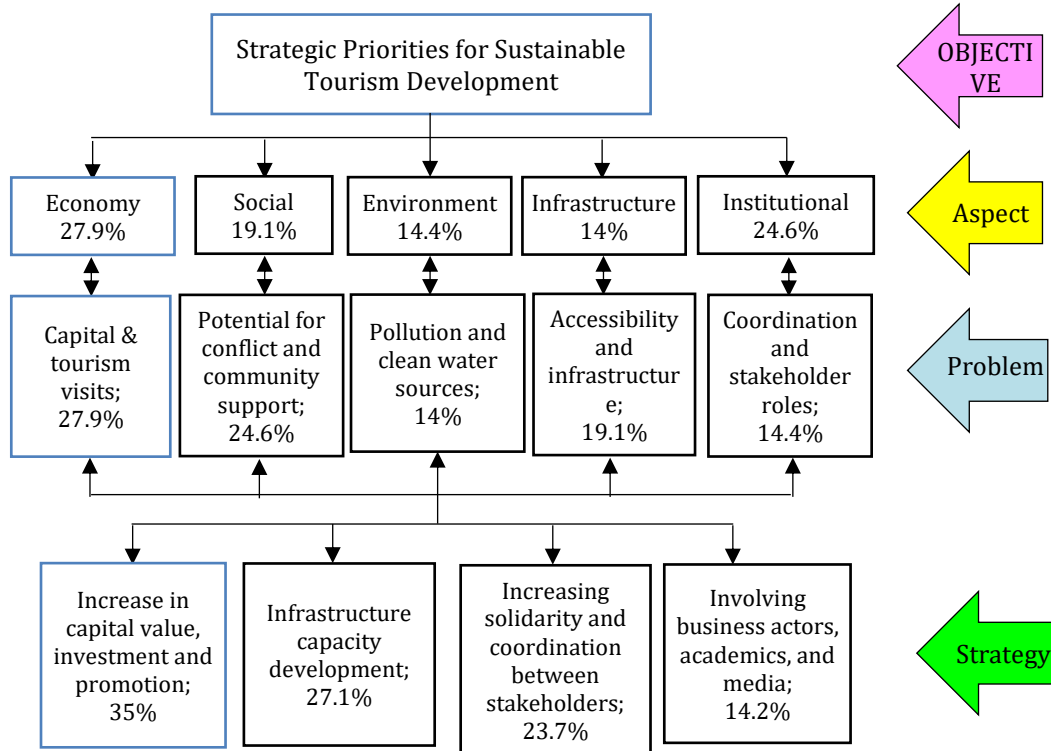 Strategic Priorities for Sustainable
Tourism Development
OBJECTI
VE
Economy
27.9%
Social
19.1%
Environment
14.4%
Infrastructure
14%
Institutional
24.6%
Aspect
Capital &
tourism
visits;
27.9%
Potential for
conflict and
community
support;
24.6%
Pollution and
clean water
sources;
14%
Accessibility
and
infrastructur
e;
19.1%
Coordination
and
stakeholder
roles;
14.4%
Problem
Increase in
capital value,
investment and
promotion;
35%
Infrastructure
capacity
development;
27.1%
Increasing
solidarity and
coordination
between
stakeholders;
23.7%
Involving
business actors,
academics, and
media;
14.2%
Strategy